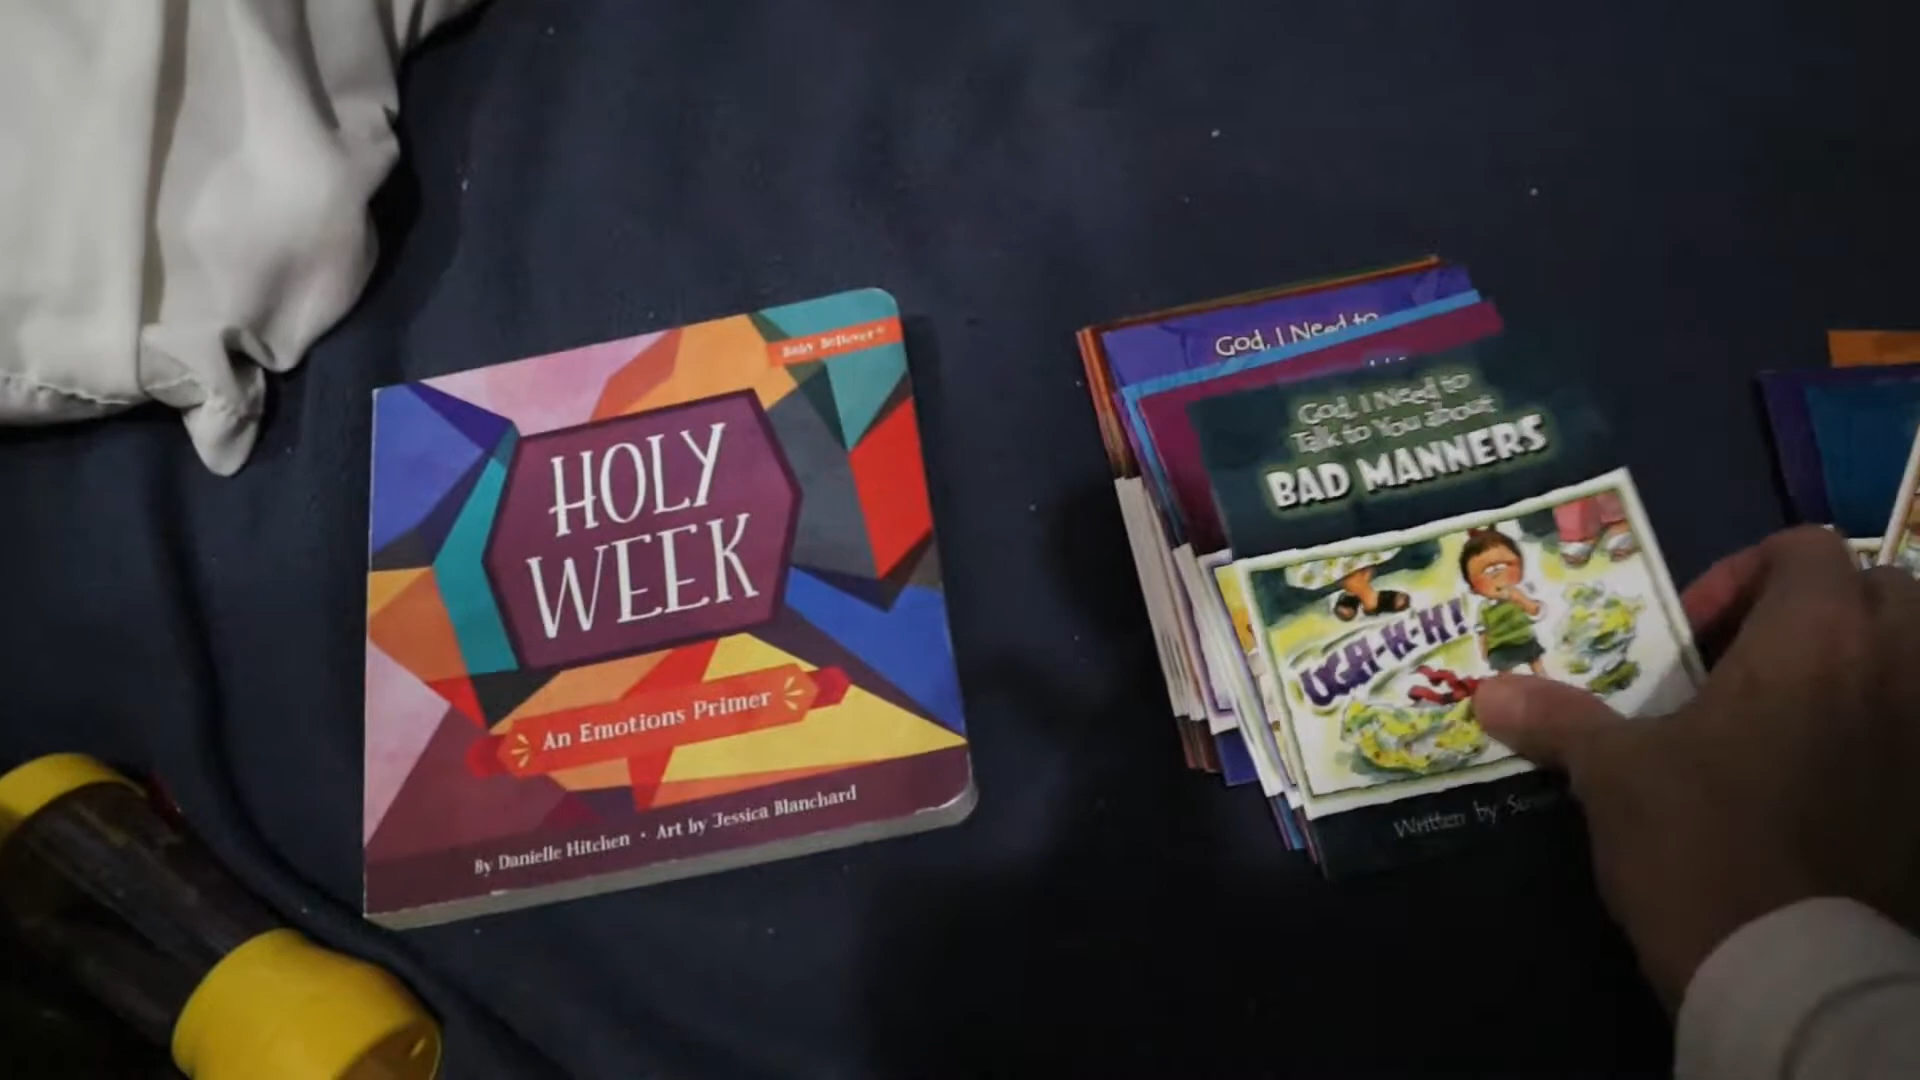 Baby Believer®
HOLY
WEEK
An Emotions Primer
By Danielle Hitchen • Art by Jessica Blanchard
God, I Need to
God, I Need to
Talk to You about
BAD MANNERS
UGH-H-H!
Written by